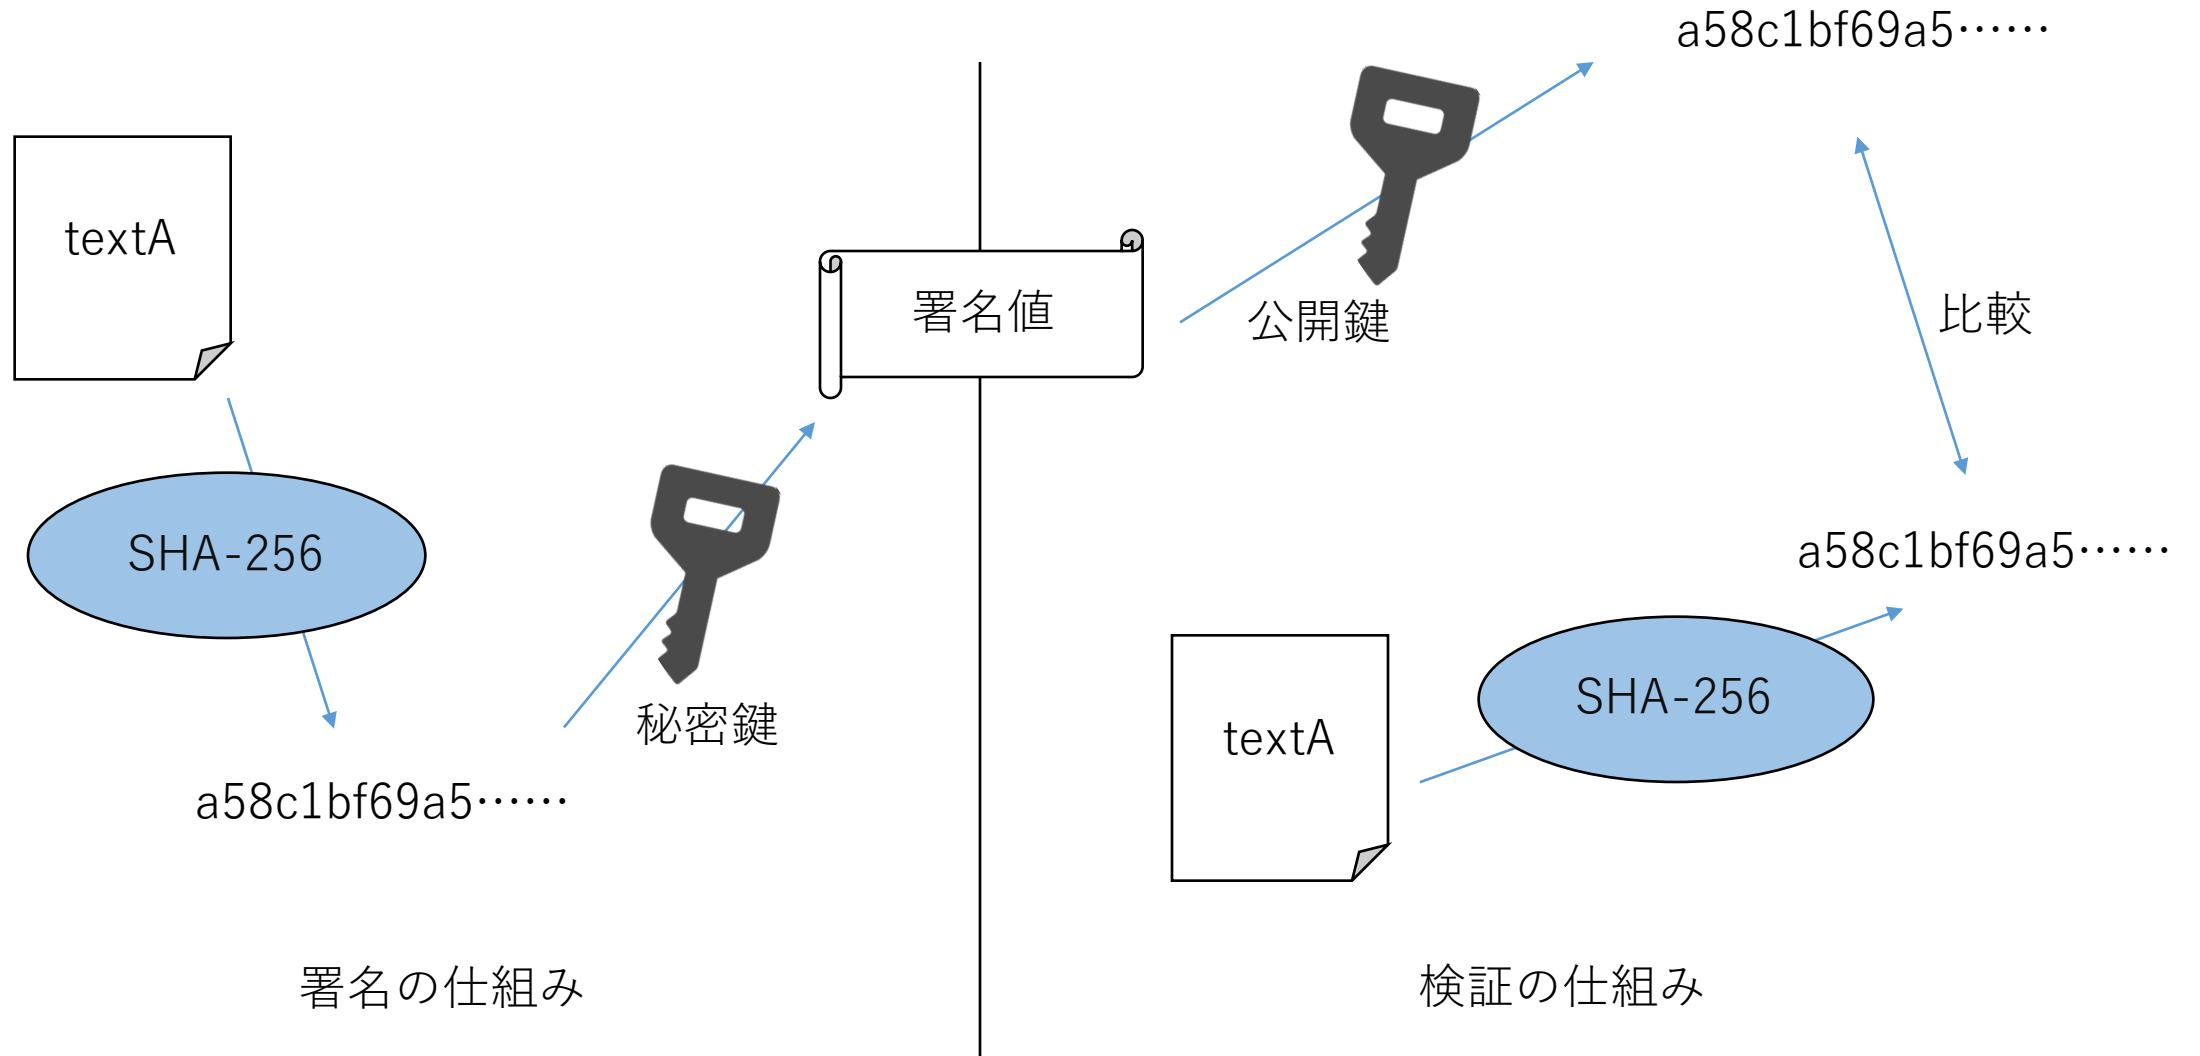 textA
SHA-256
a58c1bf69a5……
秘密鍵
署名値
署名の仕組み
公開鍵
a58c1bf69a5……
比較
a58c1bf69a5……
textA
SHA-256
検証の仕組み